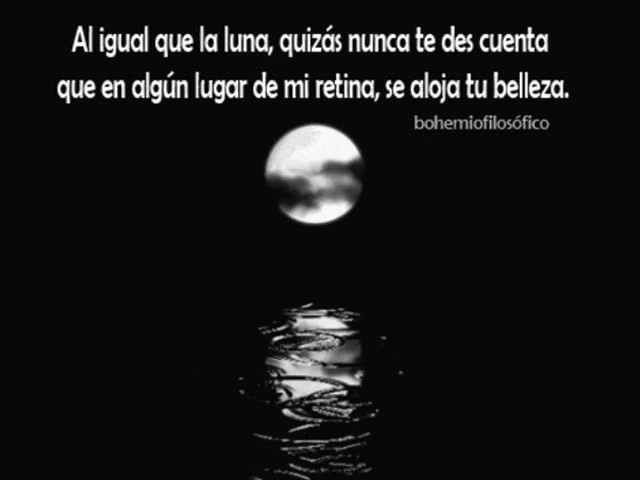 Al igual que la luna, quizás nunca te des cuenta
que en algún lugar de mi retina, se aloja tu belleza.
bohemiofilosófico